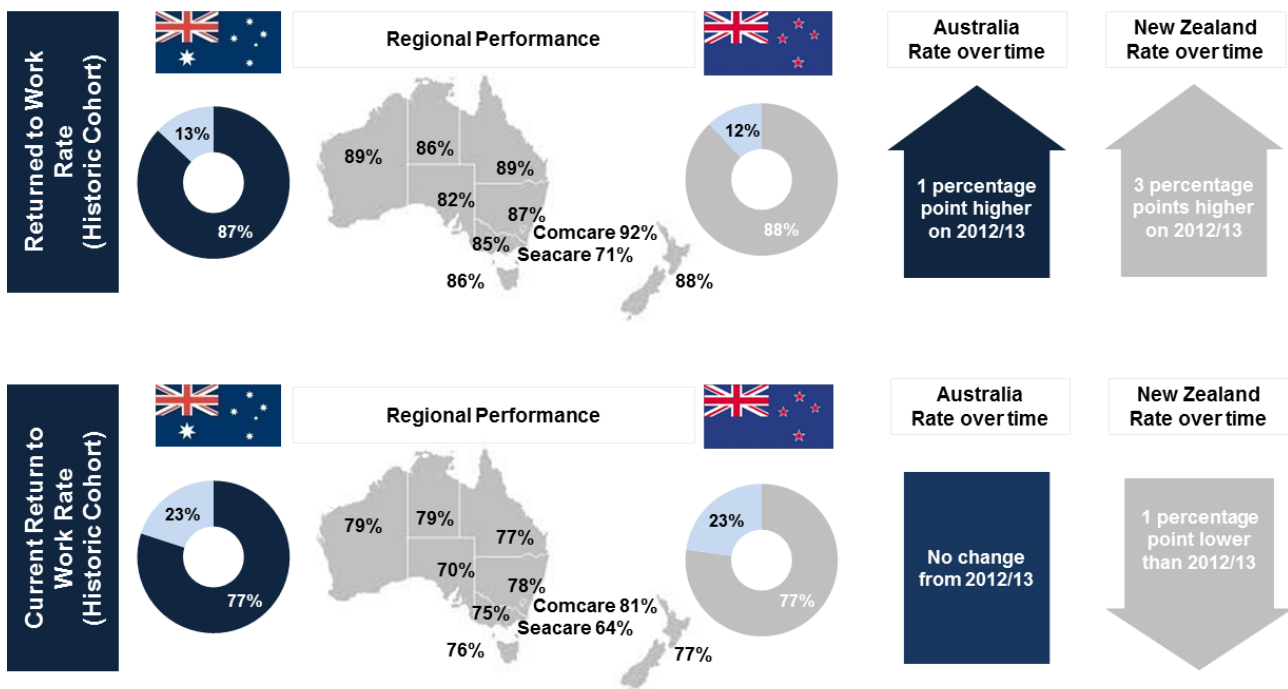 Returned to Work
Rate
(Historic Cohort)
Regional Performance
Australia
Rate over time
New Zealand
Rate over time
13%
87%
89%
86%
89%
82%
87%
Comcare 92%
85%
Seacare 71%
86%
88%
12%
88%
1 percentage
point higher
on 2012/13
3 percentage
points higher
on 2012/13
Current Return to
Work Rate
(Historic Cohort)
Regional Performance
Australia
Rate over time
New Zealand
Rate over time
23%
77%
79%
79%
77%
70%
78%
Comcare 81%
75%
Seacare 64%
76%
77%
23%
77%
No change
from 2012/13
1 percentage
point lower
than 2012/13